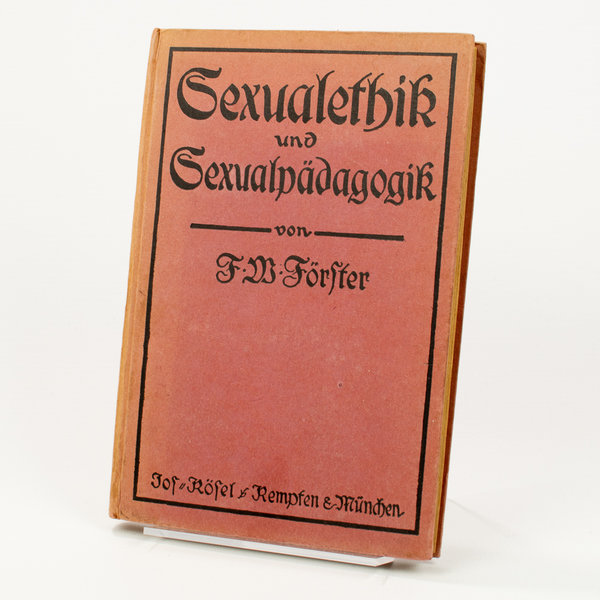 Sexualethik
und
Sexualpädagogik
von
F. W. Förster
Jos. Kösel & Kempten & München